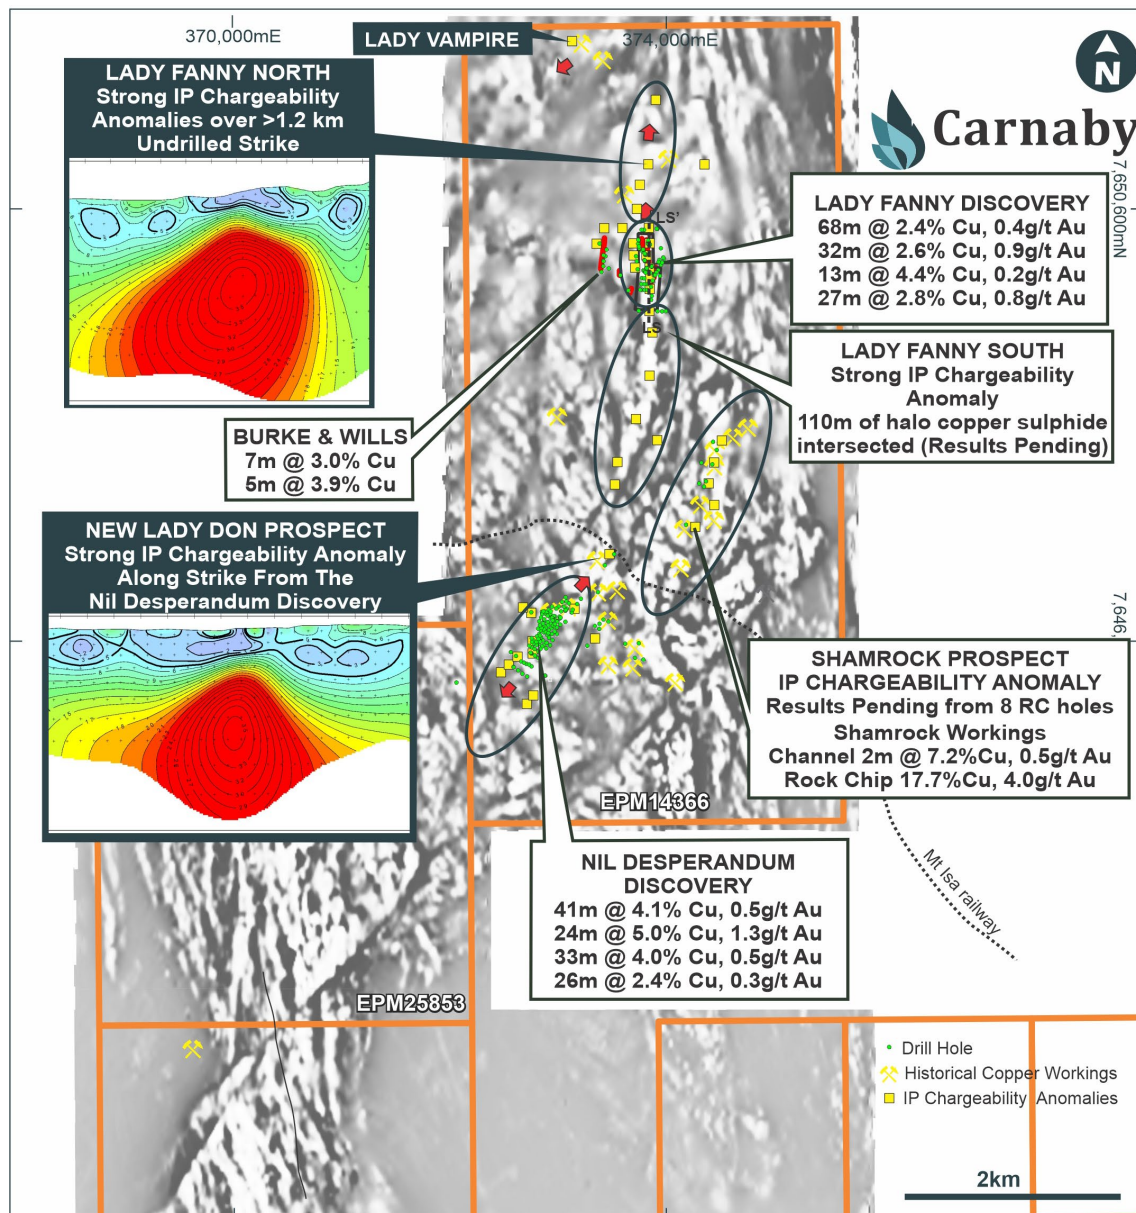 370,000mE
374,000mE
LADY VAMPIRE
N
Carnaby
LADY FANNY NORTH
Strong IP Chargeability
Anomalies over >1.2 km
Undrilled Strike
7,650,600mN
LADY FANNY DISCOVERY
68m @ 2.4% Cu, 0.4g/t Au
32m @ 2.6% Cu, 0.9g/t Au
13m @ 4.4% Cu, 0.2g/t Au
27m @ 2.8% Cu, 0.8g/t Au
LS'
LS
LADY FANNY SOUTH
Strong IP Chargeability
Anomaly
110m of halo copper sulphide
intersected (Results Pending)
BURKE & WILLS
7m @ 3.0% Cu
5m @ 3.9% Cu
NEW LADY DON PROSPECT
Strong IP Chargeability Anomaly
Along Strike From The
Nil Desperandum Discovery
7,646,
SHAMROCK PROSPECT
IP CHARGEABILITY ANOMALY
Results Pending from 8 RC holes
Shamrock Workings
Channel 2m @ 7.2%Cu, 0.5g/t Au
Rock Chip 17.7%Cu, 4.0g/t Au
EPM14366
NIL DESPERANDUM
DISCOVERY
41m @ 4.1% Cu, 0.5g/t Au
24m @ 5.0% Cu, 1.3g/t Au
33m @ 4.0% Cu, 0.5g/t Au
26m @ 2.4% Cu, 0.3g/t Au
Mt Isa railway
EPM25853
Drill Hole
Historical Copper Workings
IP Chargeability Anomalies
2km